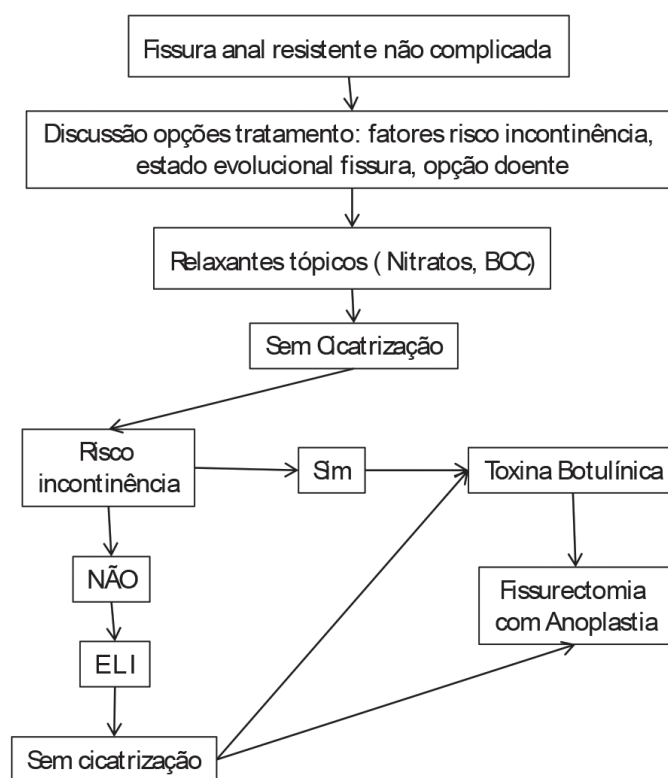 Fissura anal resistente não complicada
Discussão opções tratamento: fatores risco incontinência,
estado evolucional fissura, opção doente
Relaxantes tópicos ( Nitratos, BCC)
Sem Cicatrização
Risco
incontinência
Sim
Toxina Botulínica
NÃO
Fissurectomia
com Anoplastia
ELI
Sem cicatrização